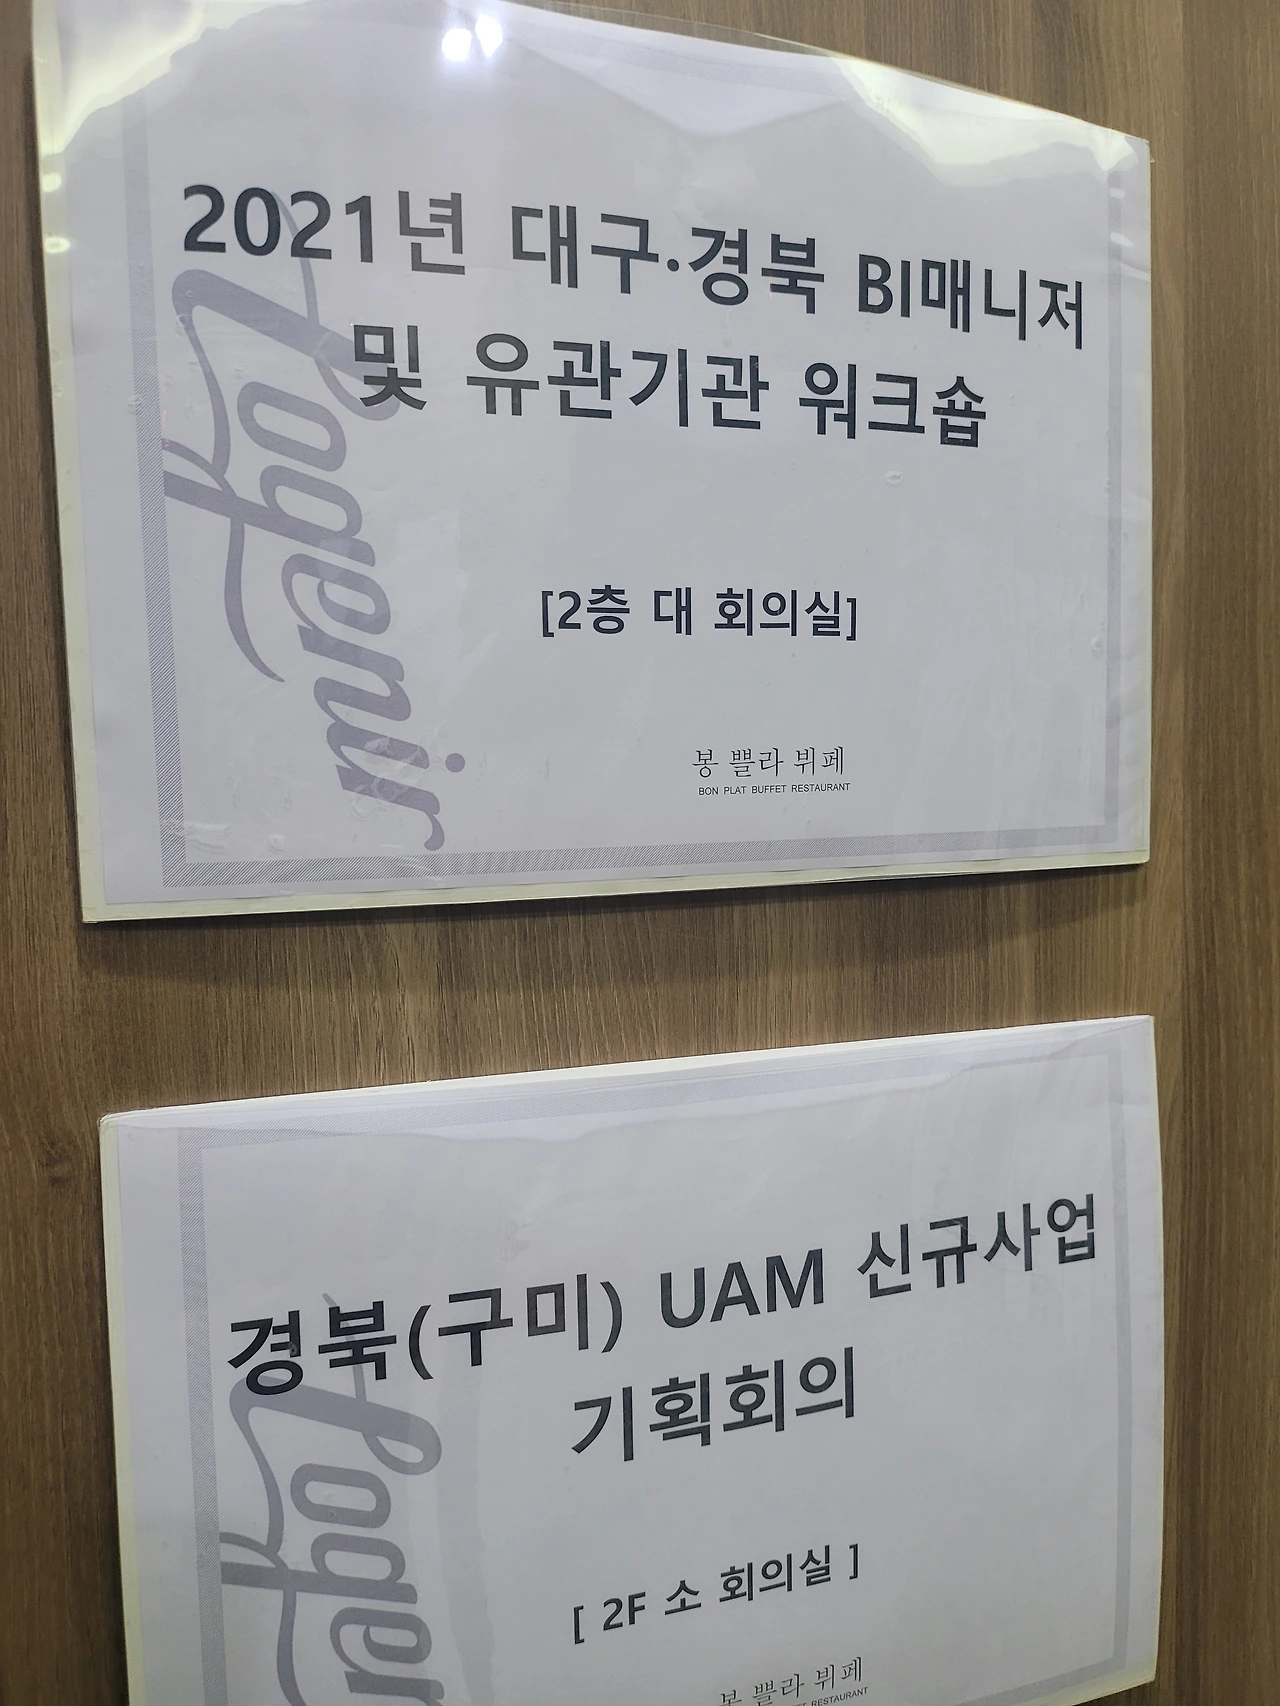 2021년 대구·경북 BI매니저
및 유관기관 워크숍
[2층 대 회의실]
봉 쁠라 뷔페
BON PLAT BUFFET RESTAURANT
Pogenir
경북(구미) UAM 신규사업
기획회의
[ 2F 소 회의실 ]
봉 쁠라 뷔페
RESTAURANT